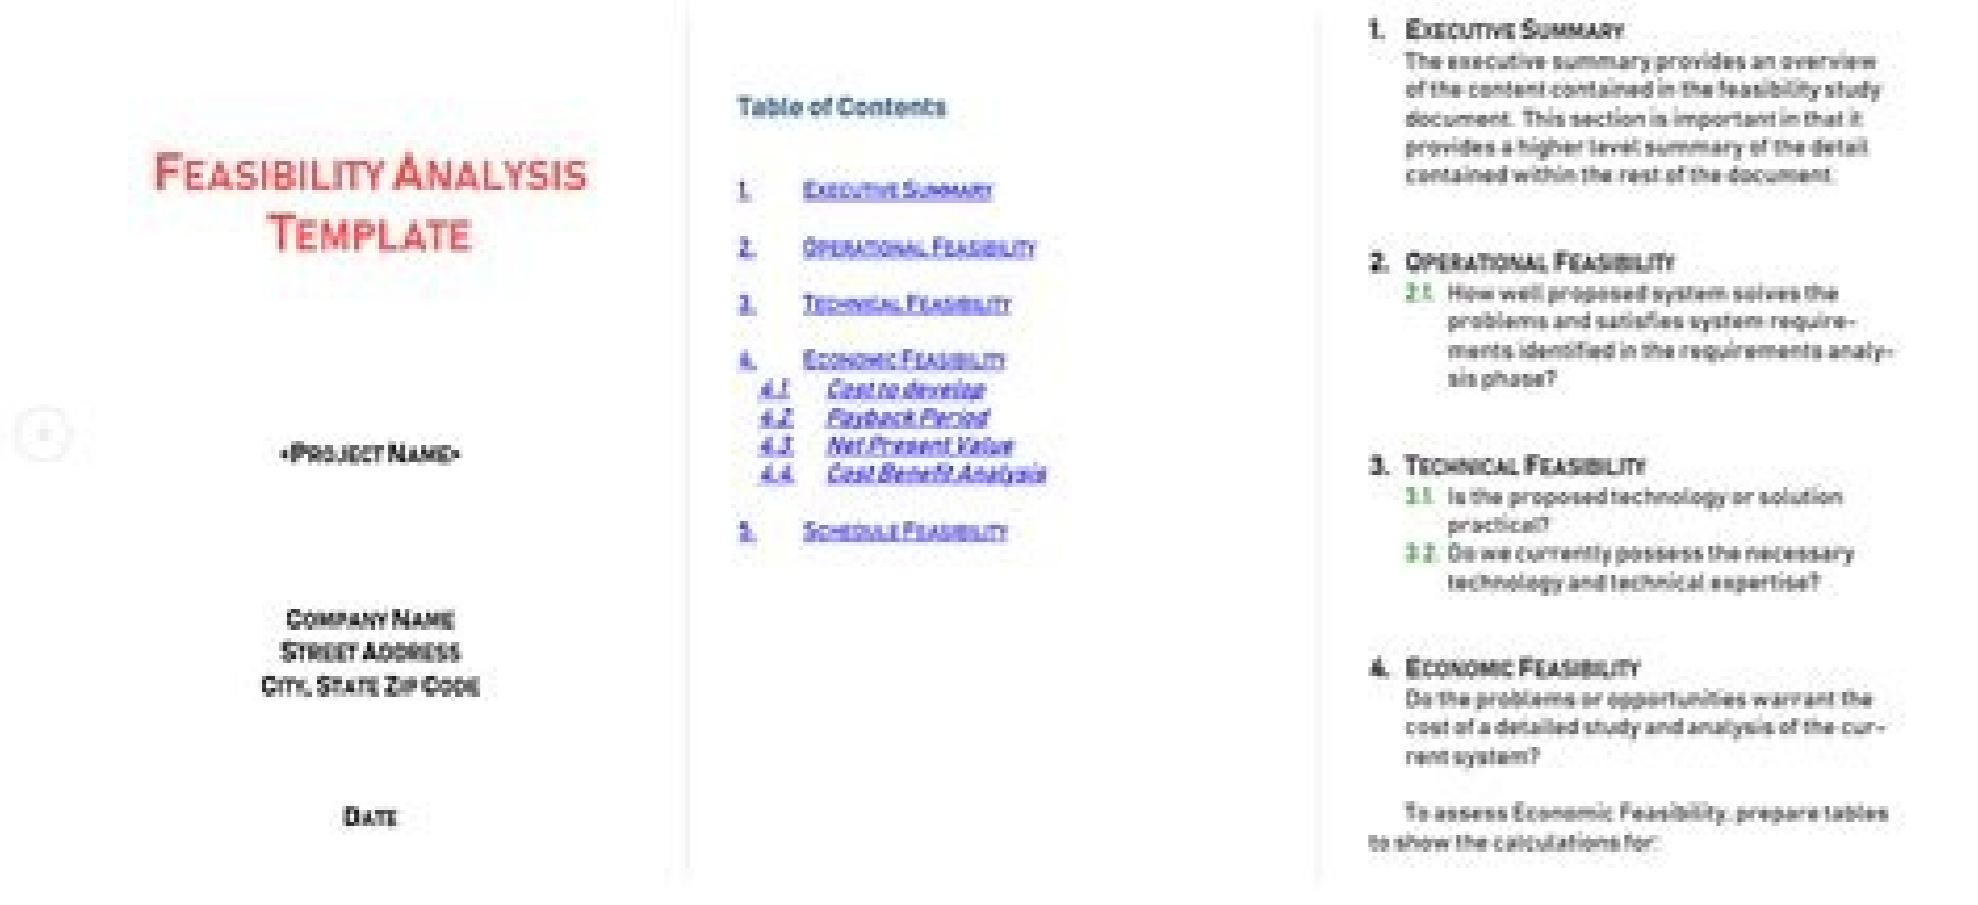 FEASIBILITY ANALYSIS
TEMPLATE
<PROJECT NAME>
COMPANY NAME
STREET ADDRESS
CITY, STATE ZIP CODE
DATE
Table of Contents
1. EXECUTIVE SUMMARY
2. OPERATIONAL FEASIBILITY
3. TECHNICAL FEASIBILITY
4. ECONOMIC FEASIBILITY
4.1. Cost to develop
4.2. Payback Period
4.3. Net Present Value
4.4. Cost Benefit Analysis
5. SCHEDULE FEASIBILITY
1. EXECUTIVE SUMMARY
The executive summary provides an overview
of the content contained in the feasibility study
document. This section is important in that it
provides a higher level summary of the detail
contained within the rest of the document.
2. OPERATIONAL FEASIBILITY
2.1. How well proposed system solves the
problems and satisfies system require-
ments identified in the requirements analy-
sis phase?
3. TECHNICAL FEASIBILITY
3.1. Is the proposed technology or solution
practical?
3.2. Do we currently possess the necessary
technology and technical expertise?
4. ECONOMIC FEASIBILITY
Do the problems or opportunities warrant the
cost of a detailed study and analysis of the cur-
rent system?
To assess Economic Feasibility, prepare tables
to show the calculations for: